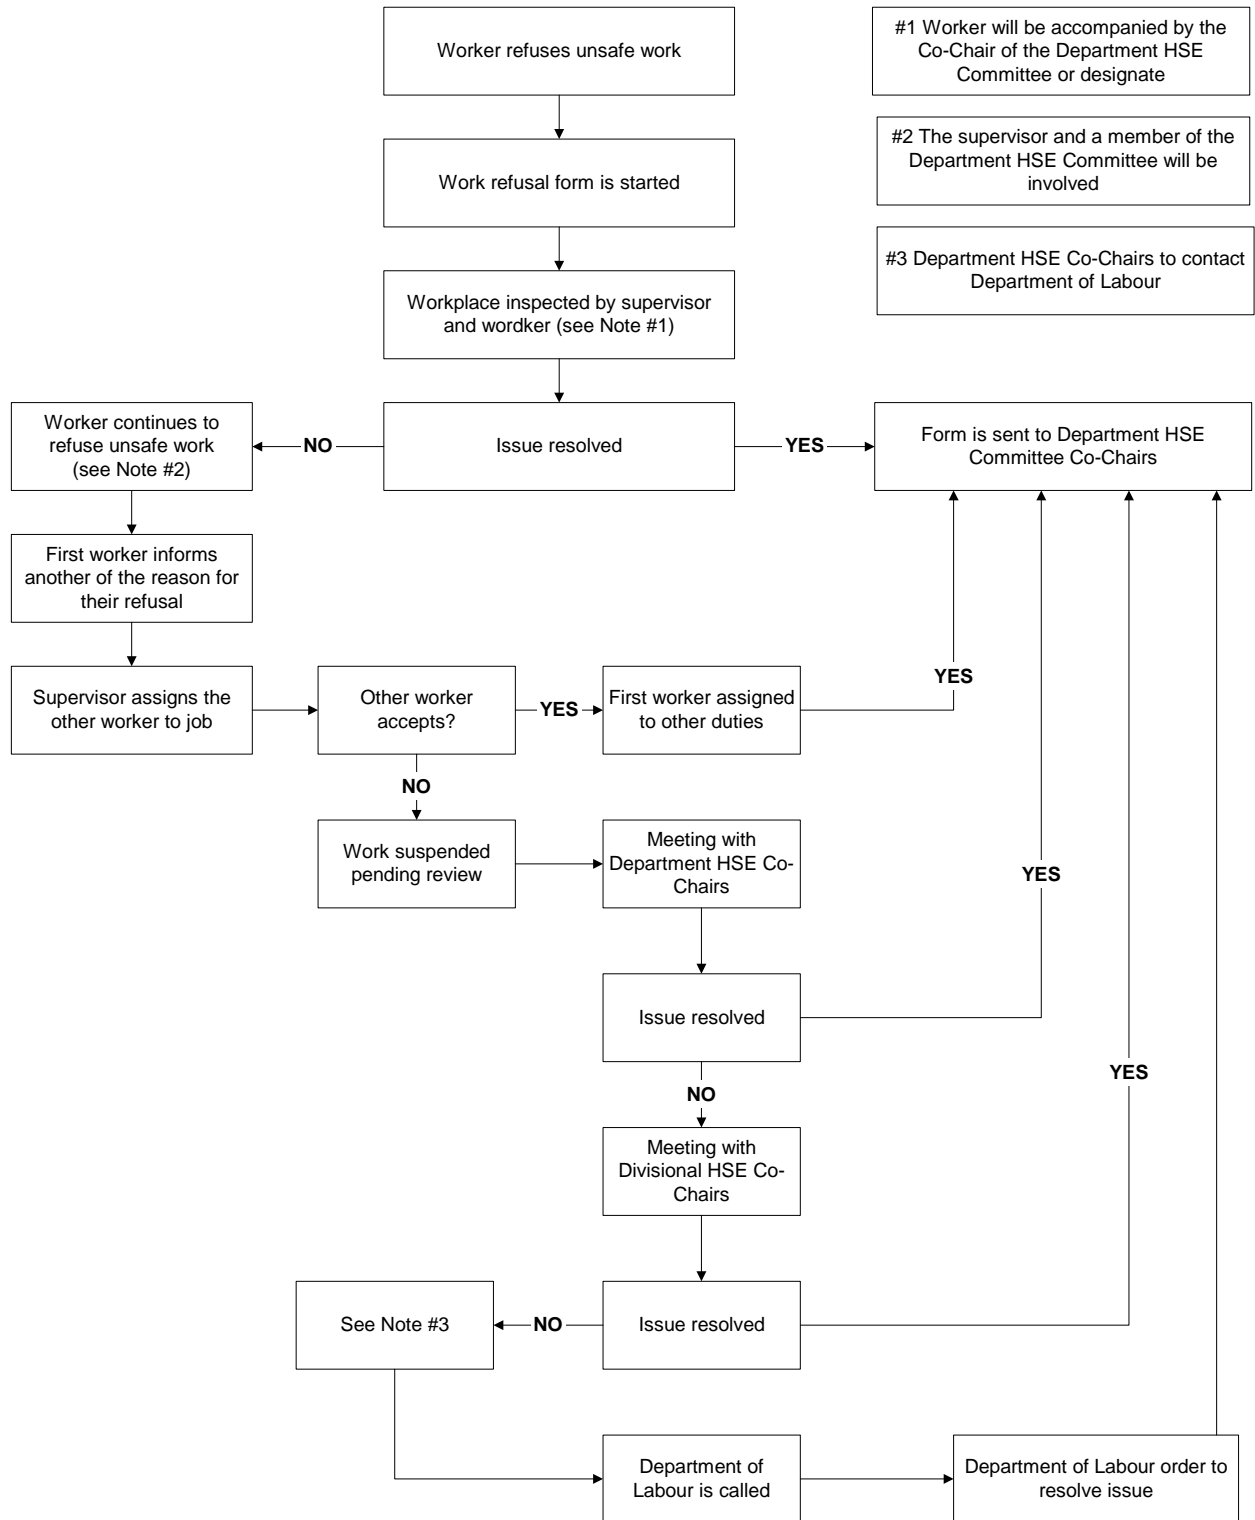 Worker refuses unsafe work
#1 Worker will be accompanied by the
Co-Chair of the Department HSE
Committee or designate
#2 The supervisor and a member of the
Department HSE Committee will be
involved
Work refusal form is started
#3 Department HSE Co-Chairs to contact
Department of Labour
Workplace inspected by supervisor
and wordker (see Note #1)
Worker continues to
refuse unsafe work
(see Note #2)
NO
Issue resolved
YES
Form is sent to Department HSE
Committee Co-Chairs
First worker informs
another of the reason for
their refusal
Supervisor assigns the
other worker to job
Other worker
accepts?
YES
First worker assigned
to other duties
YES
NO
Work suspended
pending review
Meeting with
Department HSE Co-
Chairs
YES
Issue resolved
YES
NO
Meeting with
Divisional HSE Co-
Chairs
See Note #3
NO
Issue resolved
Department of
Labour is called
Department of Labour order to
resolve issue